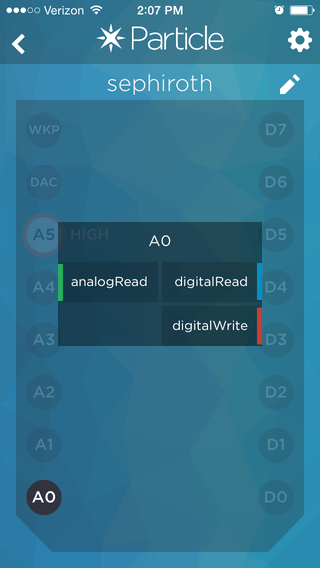 Verizon 2:07 PM
Particle
sephiroth
WKP D7
DAC D6
A5 HIGH D5
A0
analogRead digitalRead
A4 D4
digitalWrite
A3 D3
A2 D2
A1 D1
A0 D0